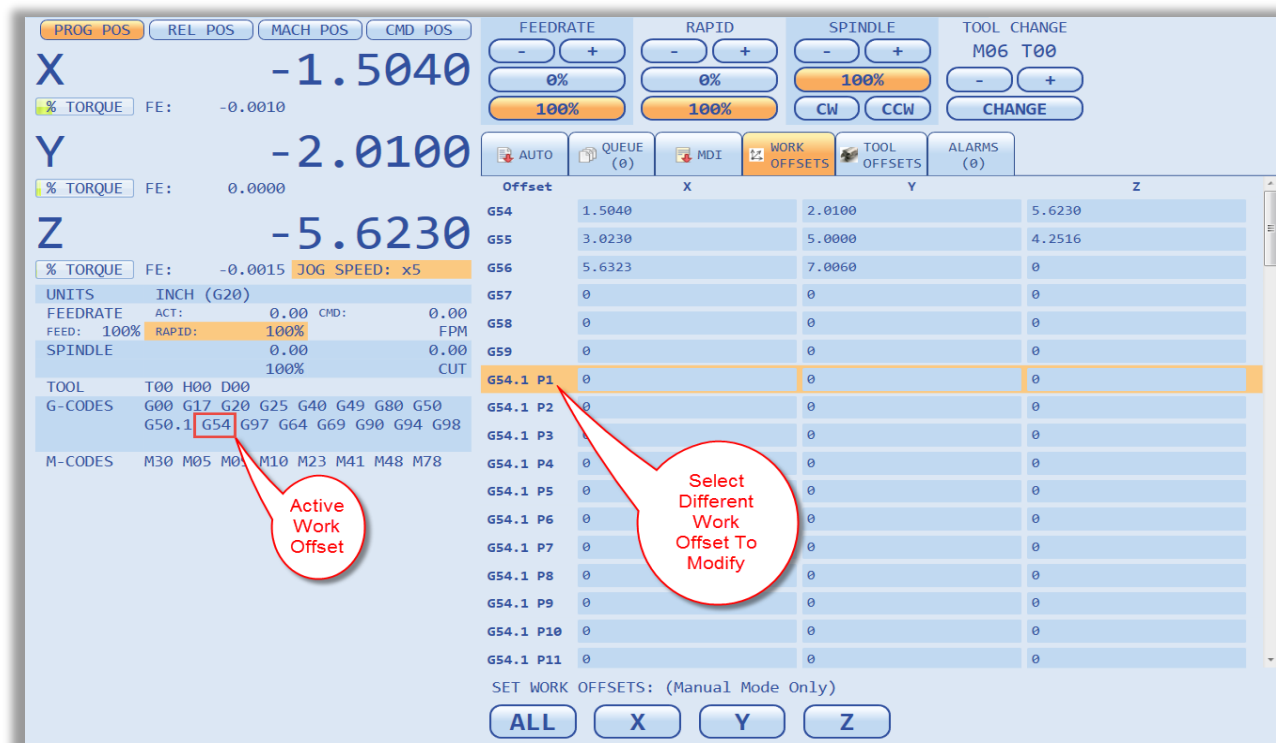 PROG POS REL POS MACH POS CMD POS
X -1.5040
% TORQUE FE: -0.0010
Y -2.0100
% TORQUE FE: 0.0000
Z -5.6230
% TORQUE FE: -0.0015 JOG SPEED: x5
UNITS INCH (G20)
FEEDRATE ACT: 0.00 CMD: 0.00
FEED: 100% RAPID: 100% FPM
SPINDLE 0.00 0.00
100% CUT
TOOL T00 H00 D00
G-CODES G00 G17 G20 G25 G40 G49 G80 G50
G50.1 G54 G97 G64 G69 G90 G94 G98
M-CODES M30 M05 M09 M10 M23 M41 M48 M78
Active
Work
Offset
FEEDRATE RAPID SPINDLE TOOL CHANGE
M06 T00
- + - + - + - +
0% 0% 100%
100% 100% CW CCW CHANGE
AUTO QUEUE (0) MDI WORK OFFSETS TOOL OFFSETS ALARMS (0)
Offset X Y Z
G54 1.5040 2.0100 5.6230
G55 3.0230 5.0000 4.2516
G56 5.6323 7.0060 0
G57 0 0 0
G58 0 0 0
G59 0 0 0
G54.1 P1 0 0 0
G54.1 P2 0 0 0
G54.1 P3 0 0 0
G54.1 P4 0 0 0
G54.1 P5 0 0 0
G54.1 P6 0 0 0
G54.1 P7 0 0 0
G54.1 P8 0 0 0
G54.1 P9 0 0 0
G54.1 P10 0 0 0
G54.1 P11 0 0 0
Select
Different
Work
Offset To
Modify
SET WORK OFFSETS: (Manual Mode Only)
ALL X Y Z